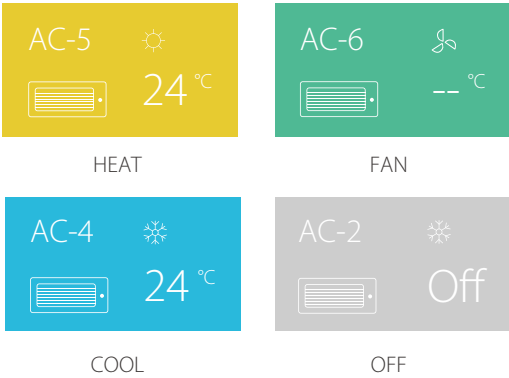 AC-5
24 °C
HEAT
AC-6
-- °C
FAN
AC-4
24 °C
COOL
AC-2
Off
OFF